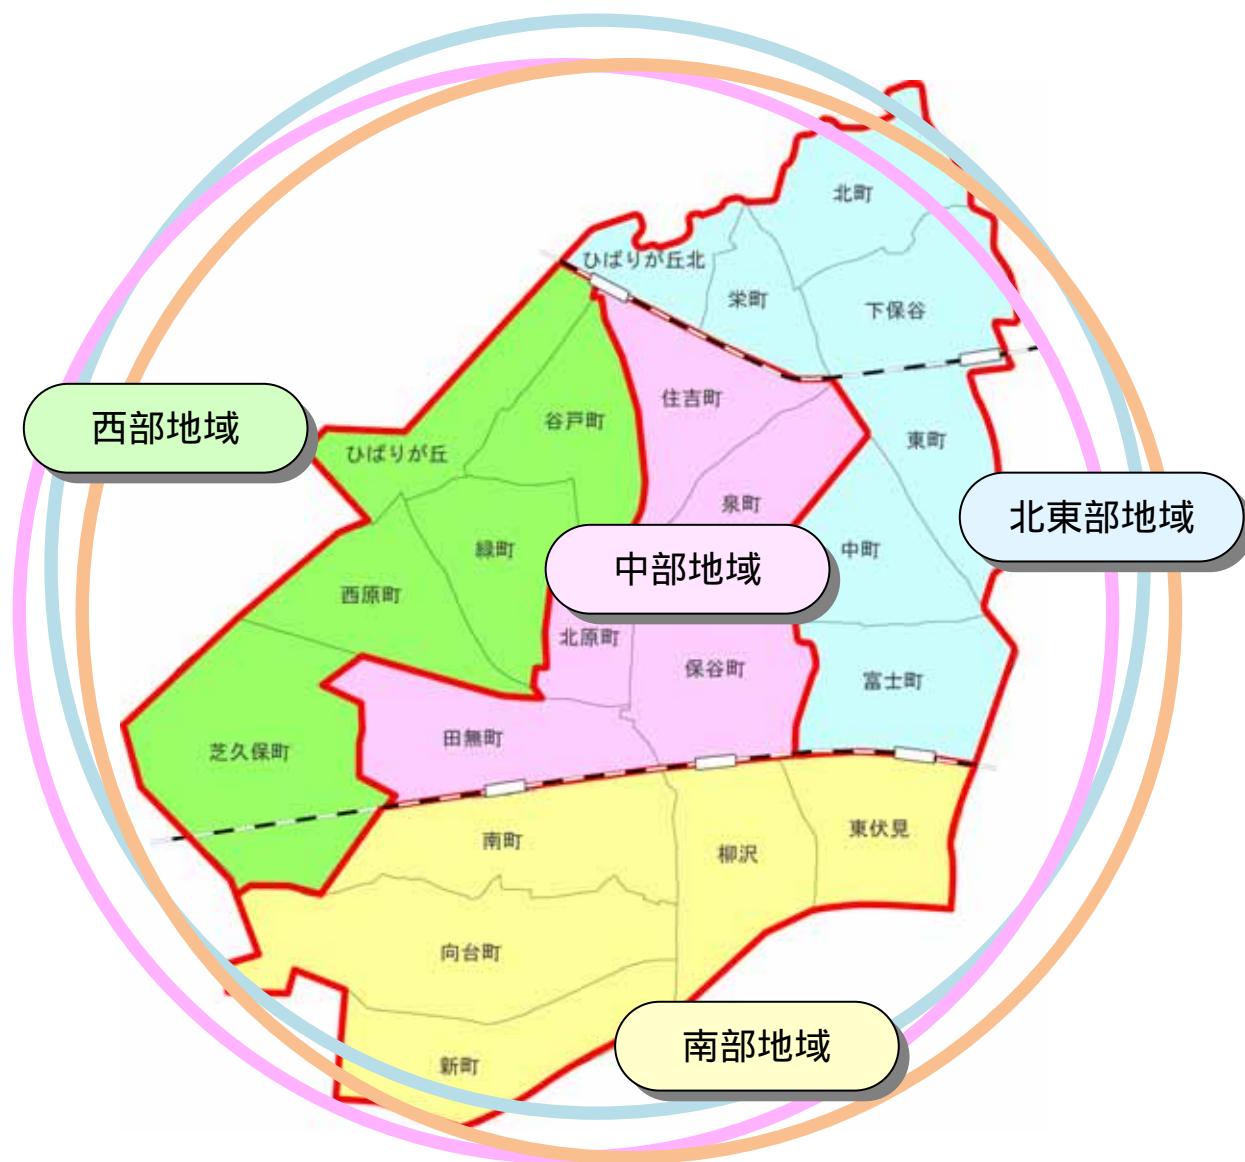 北町
ひばりが丘北
栄町
下保谷
住吉町
谷戸町
西部地域
東町
ひばりが丘
泉町
北東部地域
緑町
中町
中部地域
西原町
北原町
保谷町
富士町
田無町
芝久保町
東伏見
南町
柳沢
向台町
南部地域
新町